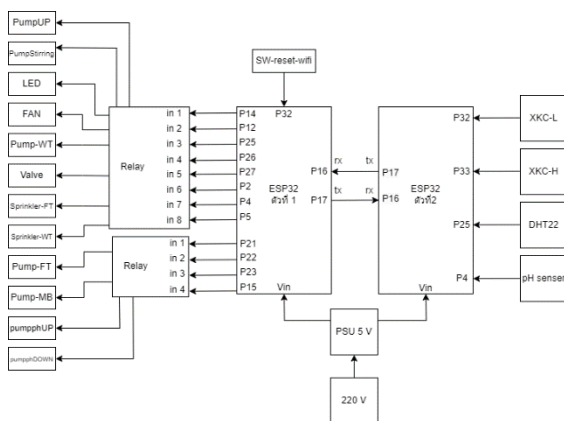 PumpUP
PumpStirring
LED
FAN
Pump-WT
Valve
Sprinkler-FT
Sprinkler-WT
Pump-FT
Pump-MB
pumpphUP
pumpphDOWN
Relay
in 1
in 2
in 3
in 4
in 5
in 6
in 7
in 8
Relay
in 1
in 2
in 3
in 4
SW-reset-wifi
P32
P14
P12
P25
P26
P27
P2
P4
P5
P21
P22
P23
P15
ESP32
ตัวที่ 1
P16
P17
Vin
rx tx
tx rx
P17
P16
ESP32
ตัวที่2
P32
P33
P25
P4
Vin
XKC-L
XKC-H
DHT22
pH senser
PSU 5 V
220 V